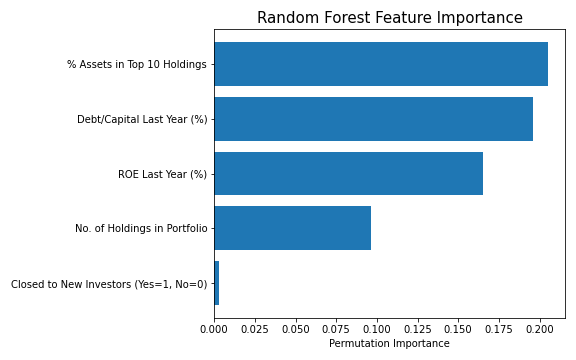 Random Forest Feature Importance
% Assets in Top 10 Holdings
Debt/Capital Last Year (%)
ROE Last Year (%)
No. of Holdings in Portfolio
Closed to New Investors (Yes=1, No=0)
0.000 0.025 0.050 0.075 0.100 0.125 0.150 0.175 0.200
Permutation Importance